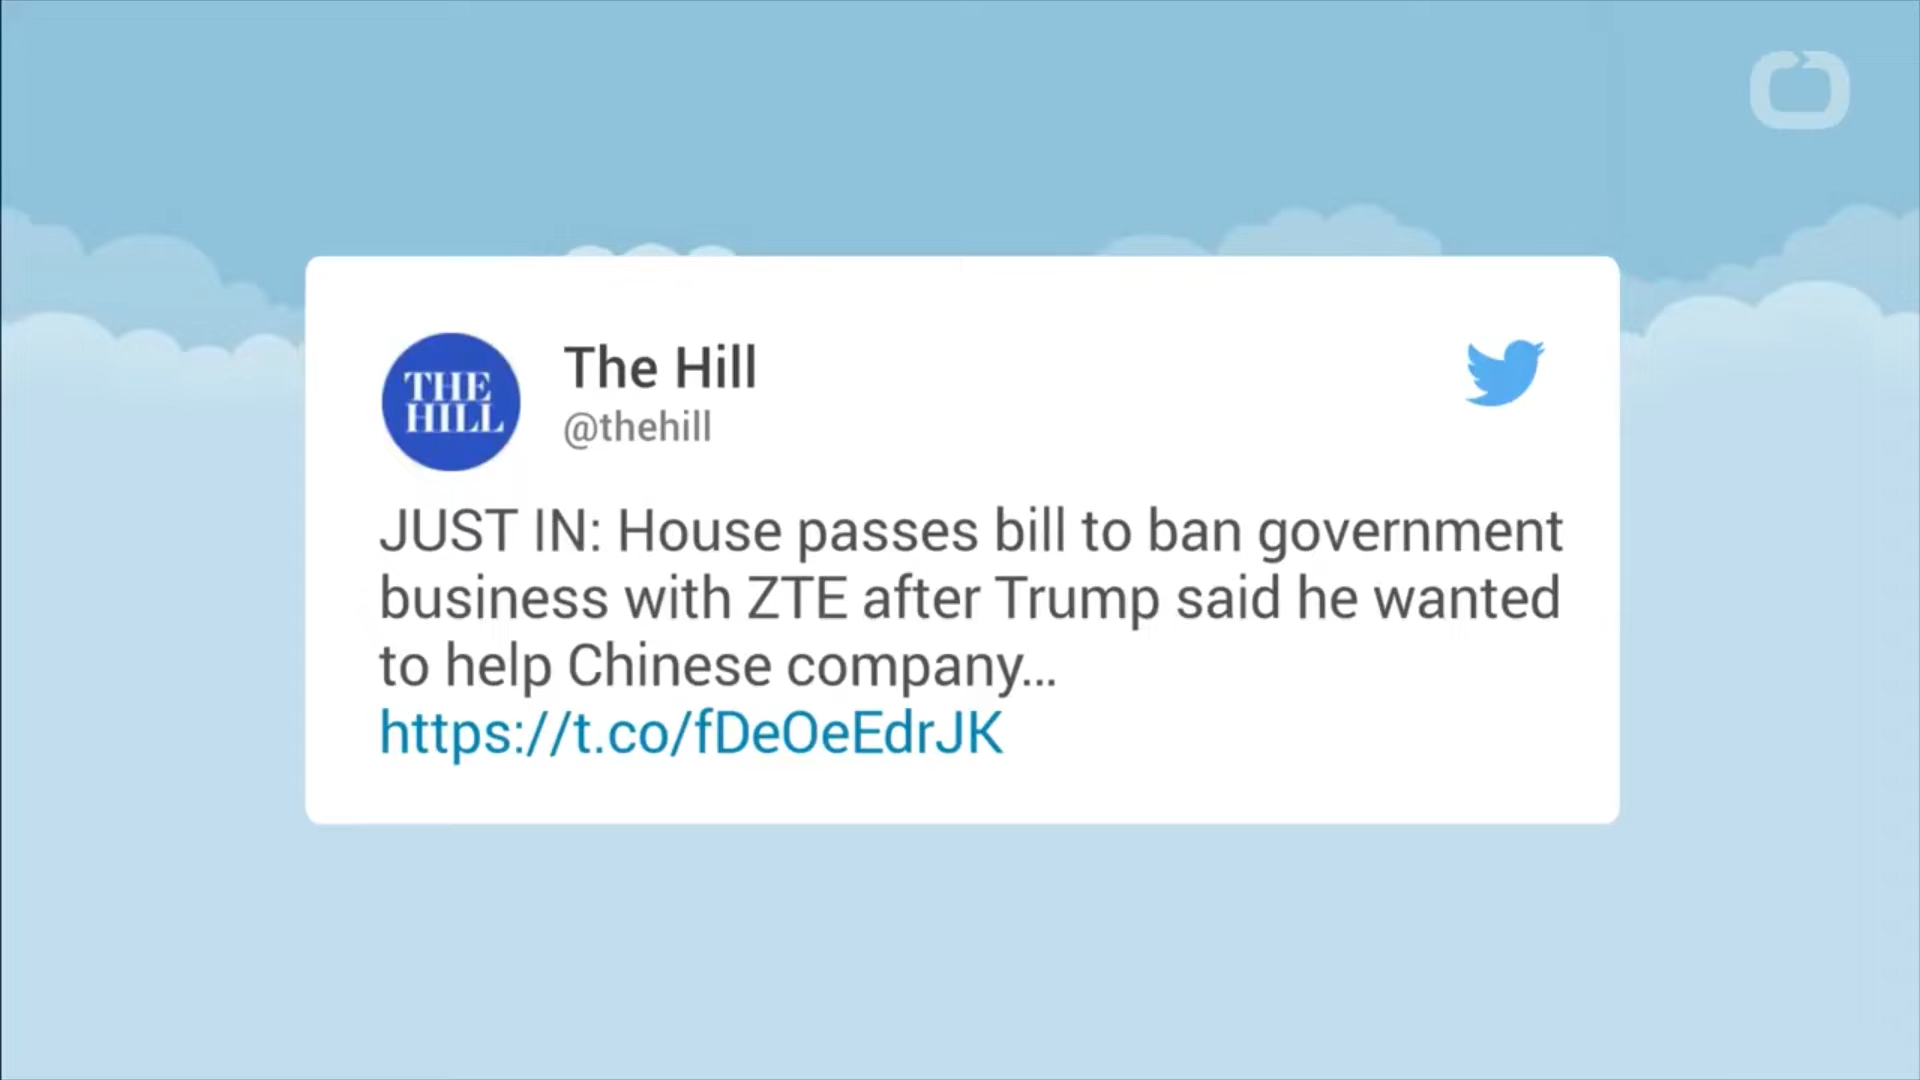 THE
HILL
The Hill
@thehill
JUST IN: House passes bill to ban government
business with ZTE after Trump said he wanted
to help Chinese company...
https://t.co/fDeOeEdrJK